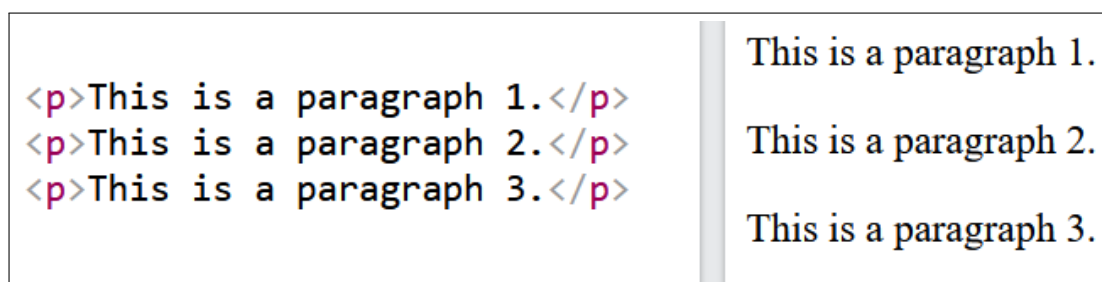 <p>This is a paragraph 1.</p>
<p>This is a paragraph 2.</p>
<p>This is a paragraph 3.</p>
This is a paragraph 1.
This is a paragraph 2.
This is a paragraph 3.